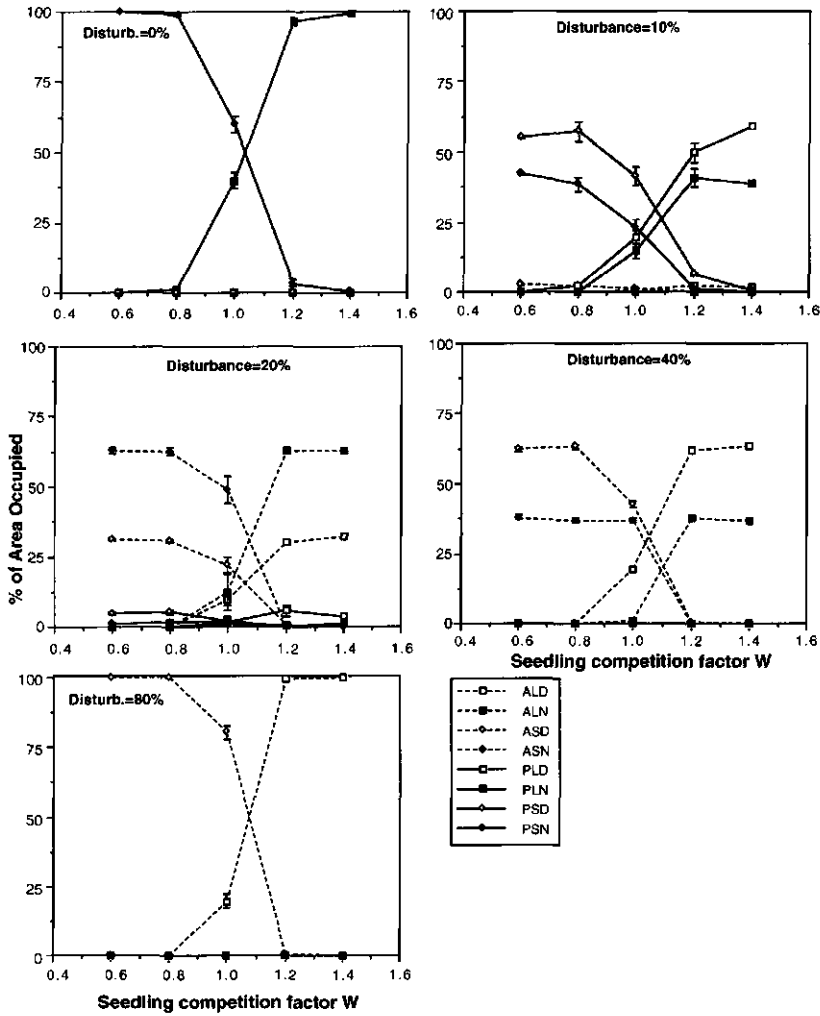 Disturb.=0%
100
75
50
25
0
0.4 0.6 0.8 1.0 1.2 1.4 1.6
Disturbance=10%
100
75
50
25
0
0.4 0.6 0.8 1.0 1.2 1.4 1.6
% of Area Occupied
Disturbance=20%
100
75
50
25
0
0.4 0.6 0.8 1.0 1.2 1.4 1.6
Disturbance=40%
100
75
50
25
0
0.4 0.6 0.8 1.0 1.2 1.4 1.6
Seedling competition factor W
Disturb.=80%
100
75
50
25
0
0.4 0.6 0.8 1.0 1.2 1.4 1.6
Seedling competition factor W
ALD
ALN
ASD
ASN
PLD
PLN
PSD
PSN